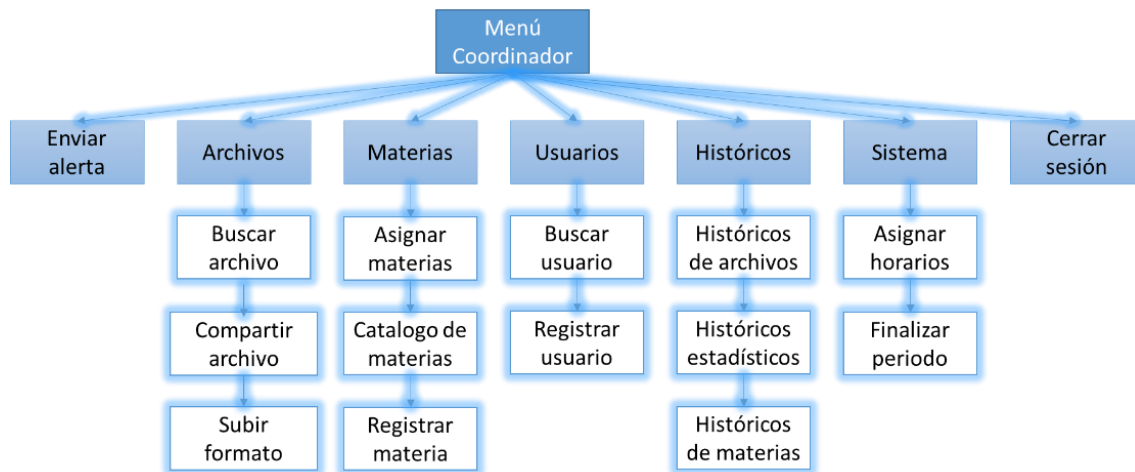 Menú
Coordinador
Enviar
alerta
Archivos
Materias
Usuarios
Históricos
Sistema
Cerrar
sesión
Buscar
archivo
Asignar
materias
Buscar
usuario
Históricos
de archivos
Asignar
horarios
Compartir
archivo
Catalogo de
materias
Registrar
usuario
Históricos
estadísticos
Finalizar
periodo
Subir
formato
Registrar
materia
Históricos
de materias